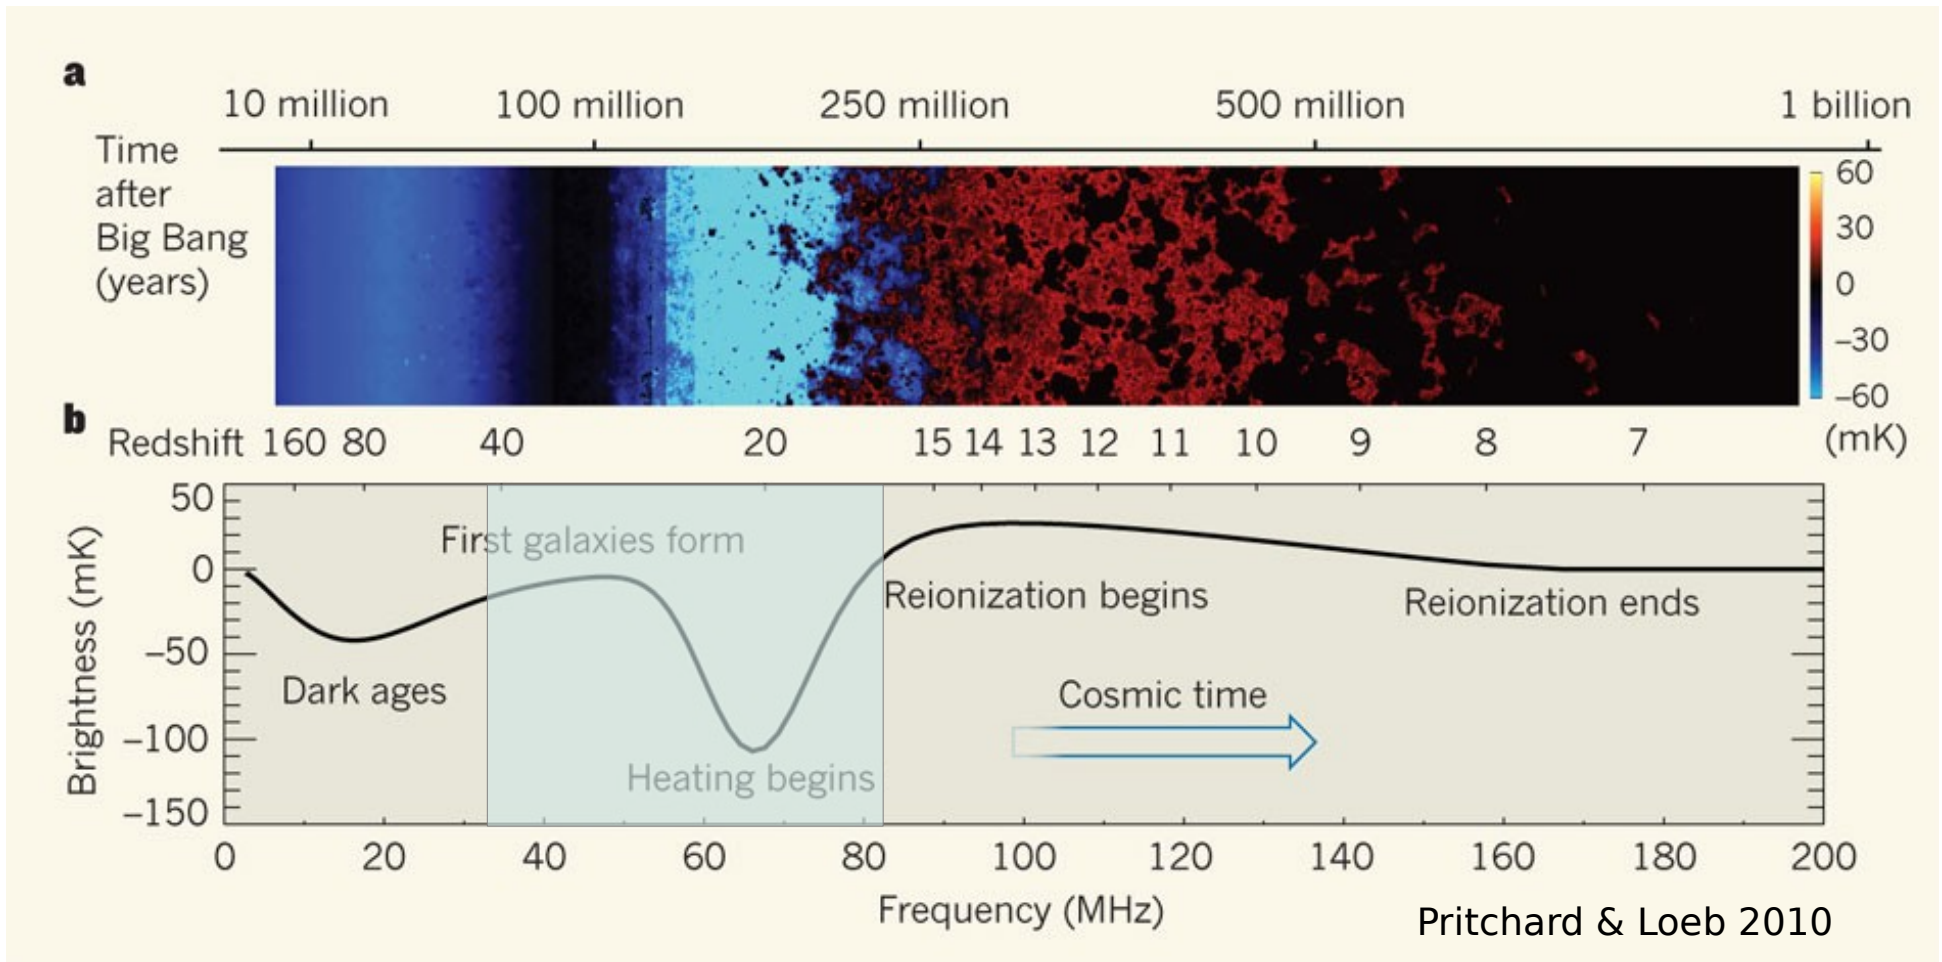 a
10 million 100 million 250 million 500 million 1 billion
Time
after
Big Bang
(years)
60
30
0
–30
–60
(mK)
b
Redshift 160 80 40 20 15 14 13 12 11 10 9 8 7
50
0
–50
–100
–150
Brightness (mK)
First galaxies form
Reionization begins
Reionization ends
Dark ages
Cosmic time
Heating begins
0 20 40 60 80 100 120 140 160 180 200
Frequency (MHz)
Pritchard & Loeb 2010